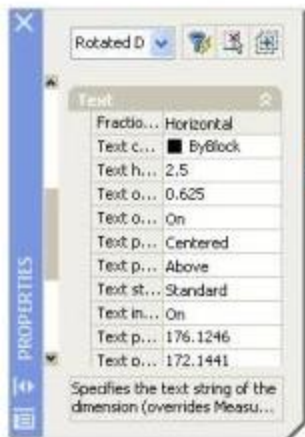 Rotated D
Text
Fractio... Horizontal
Text c... ByBlock
Text h... 2.5
Text o... 0.625
Text o... On
Text p... Centered
Text p... Above
Text st... Standard
Text in... On
Text p... 176.1246
Text p... 172.1441
PROPERTIES
Specifies the text string of the
dimension (overrides Measu...